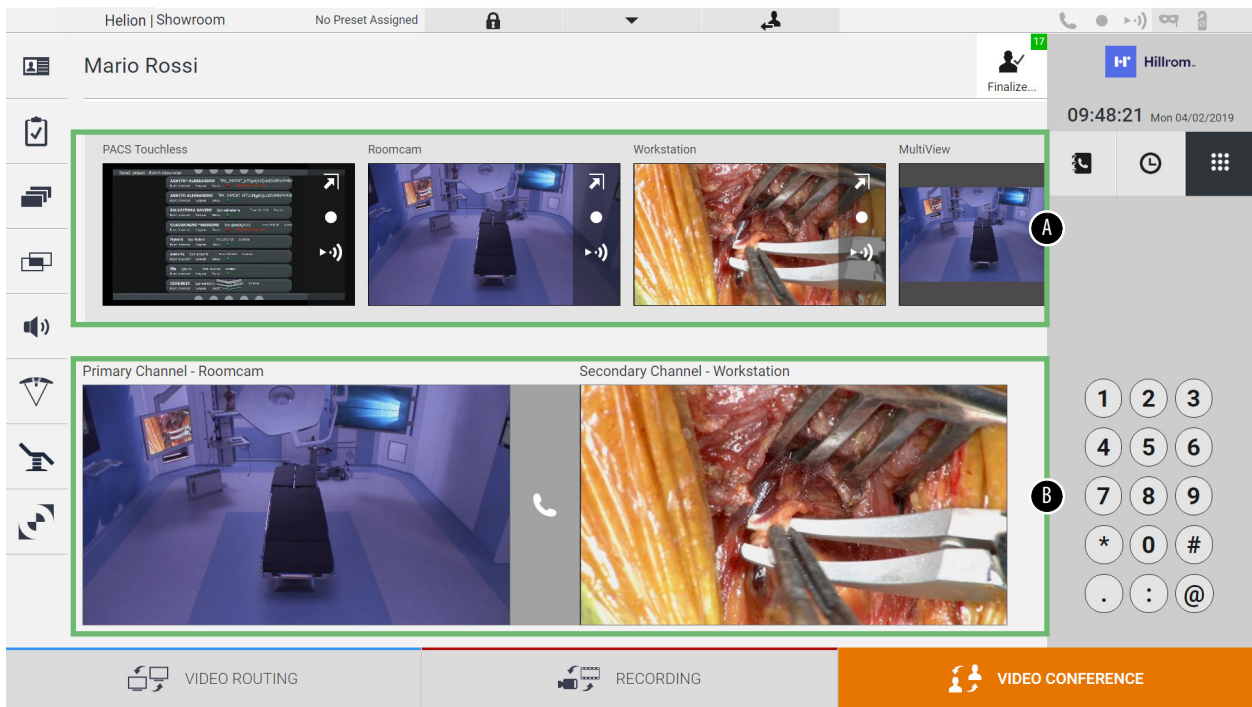 Helion | Showroom
No Preset Assigned
Mario Rossi
17
Finalize...
Hillrom™
09:48:21 Mon 04/02/2019
PACS Touchless
Roomcam
Workstation
MultiView
A
Primary Channel - Roomcam
Secondary Channel - Workstation
B
1 2 3
4 5 6
7 8 9
* 0 #
. : @
VIDEO ROUTING
RECORDING
VIDEO CONFERENCE